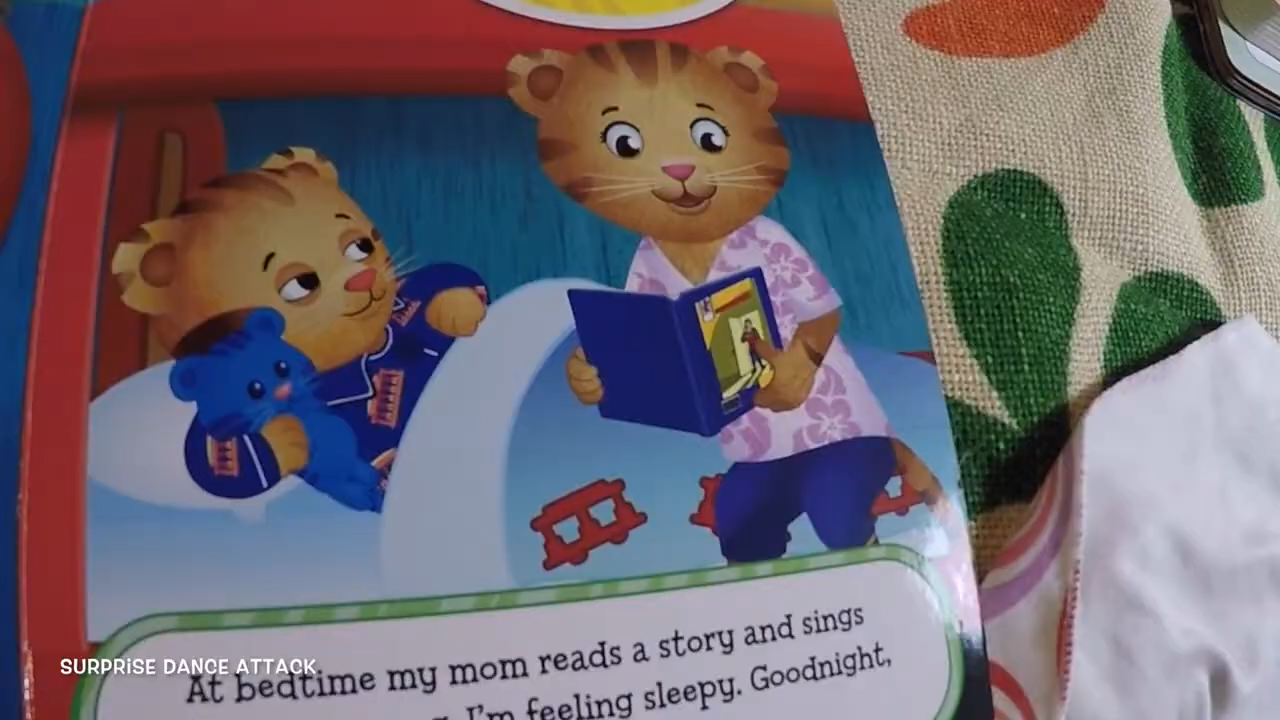 At bedtime my mom reads a story and sings
I'm feeling sleepy. Goodnight,
SURPRiSE DANCE ATTACK